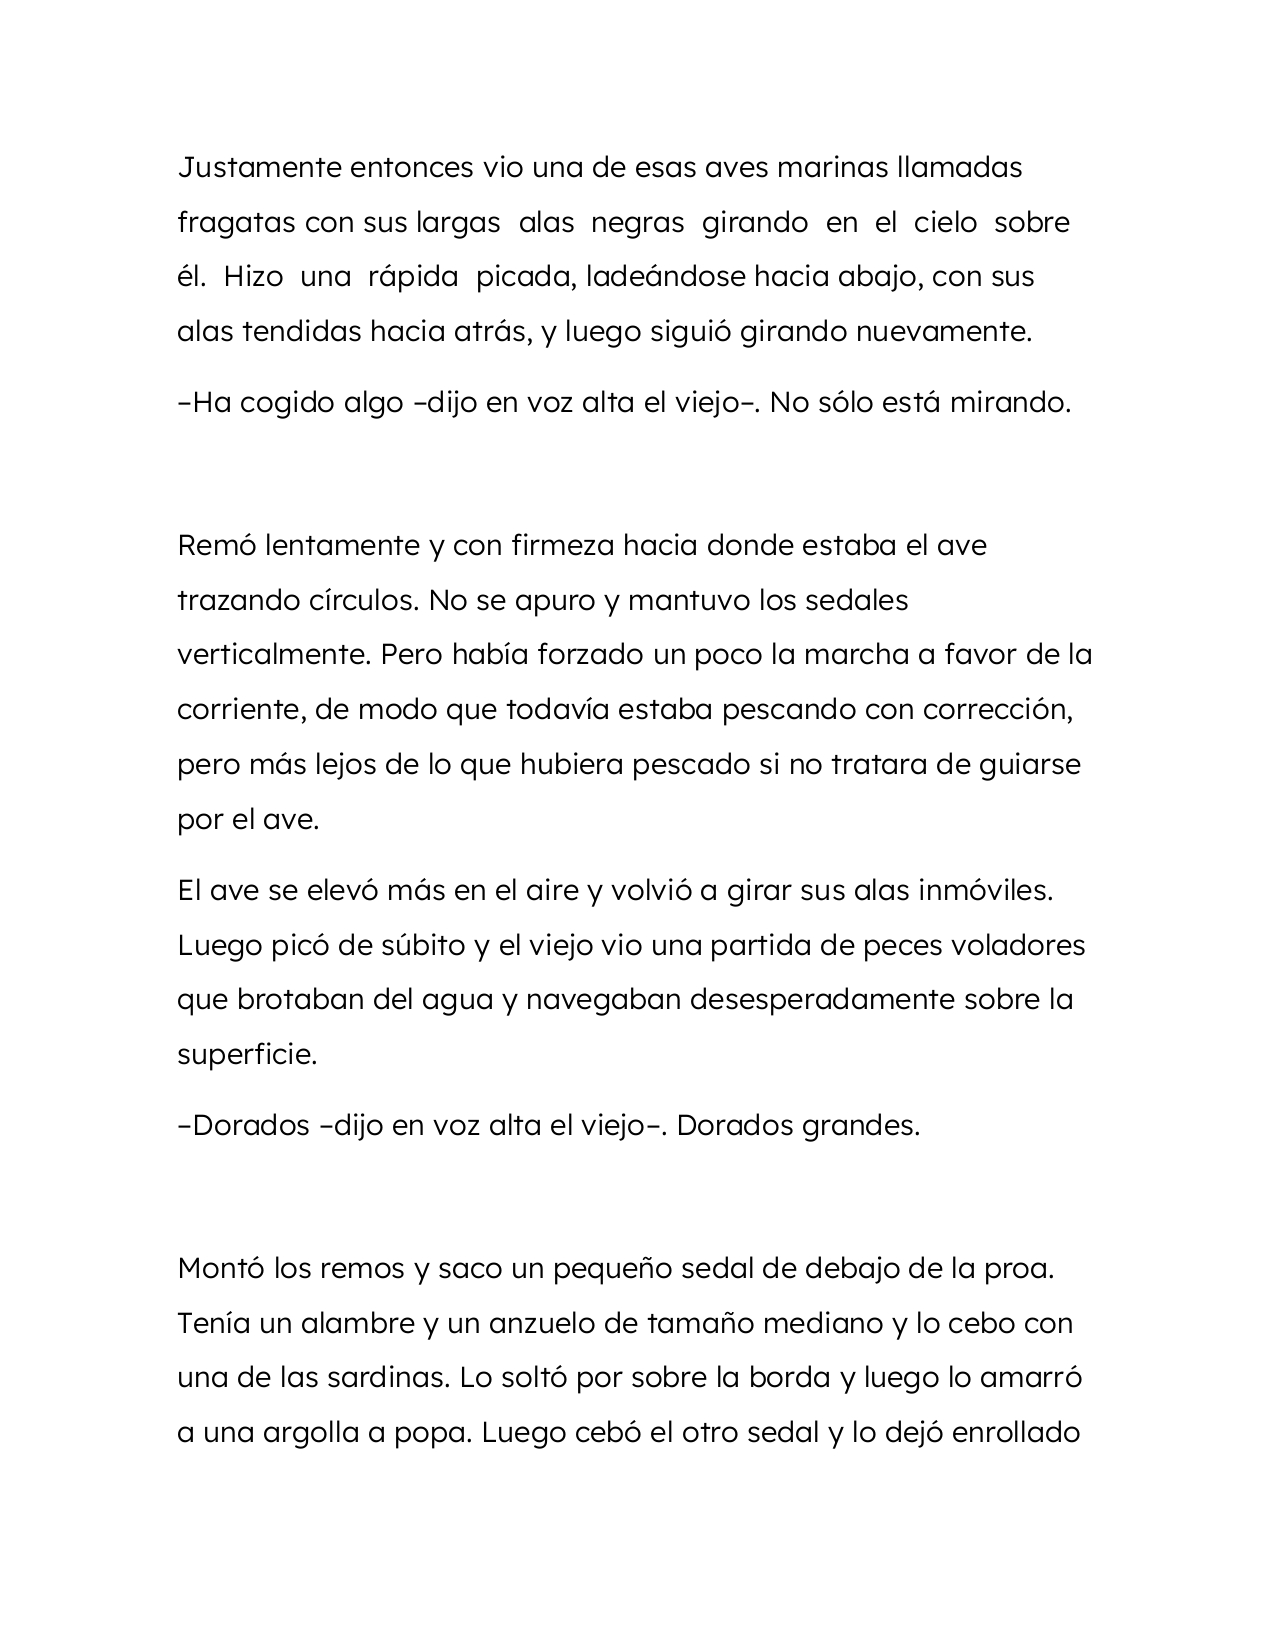 Justamente entonces vio una de esas aves marinas llamadas
fragatas con sus largas alas negras girando en el cielo sobre
él. Hizo una rápida picada, ladeándose hacia abajo, con sus
alas tendidas hacia atrás, y luego siguió girando nuevamente.
–Ha cogido algo –dijo en voz alta el viejo–. No sólo está mirando.
Remó lentamente y con firmeza hacia donde estaba el ave
trazando círculos. No se apuro y mantuvo los sedales
verticalmente. Pero había forzado un poco la marcha a favor de la
corriente, de modo que todavía estaba pescando con corrección,
pero más lejos de lo que hubiera pescado si no tratara de guiarse
por el ave.
El ave se elevó más en el aire y volvió a girar sus alas inmóviles.
Luego picó de súbito y el viejo vio una partida de peces voladores
que brotaban del agua y navegaban desesperadamente sobre la
superficie.
–Dorados –dijo en voz alta el viejo–. Dorados grandes.
Montó los remos y saco un pequeño sedal de debajo de la proa.
Tenía un alambre y un anzuelo de tamaño mediano y lo cebo con
una de las sardinas. Lo soltó por sobre la borda y luego lo amarró
a una argolla a popa. Luego cebó el otro sedal y lo dejó enrollado